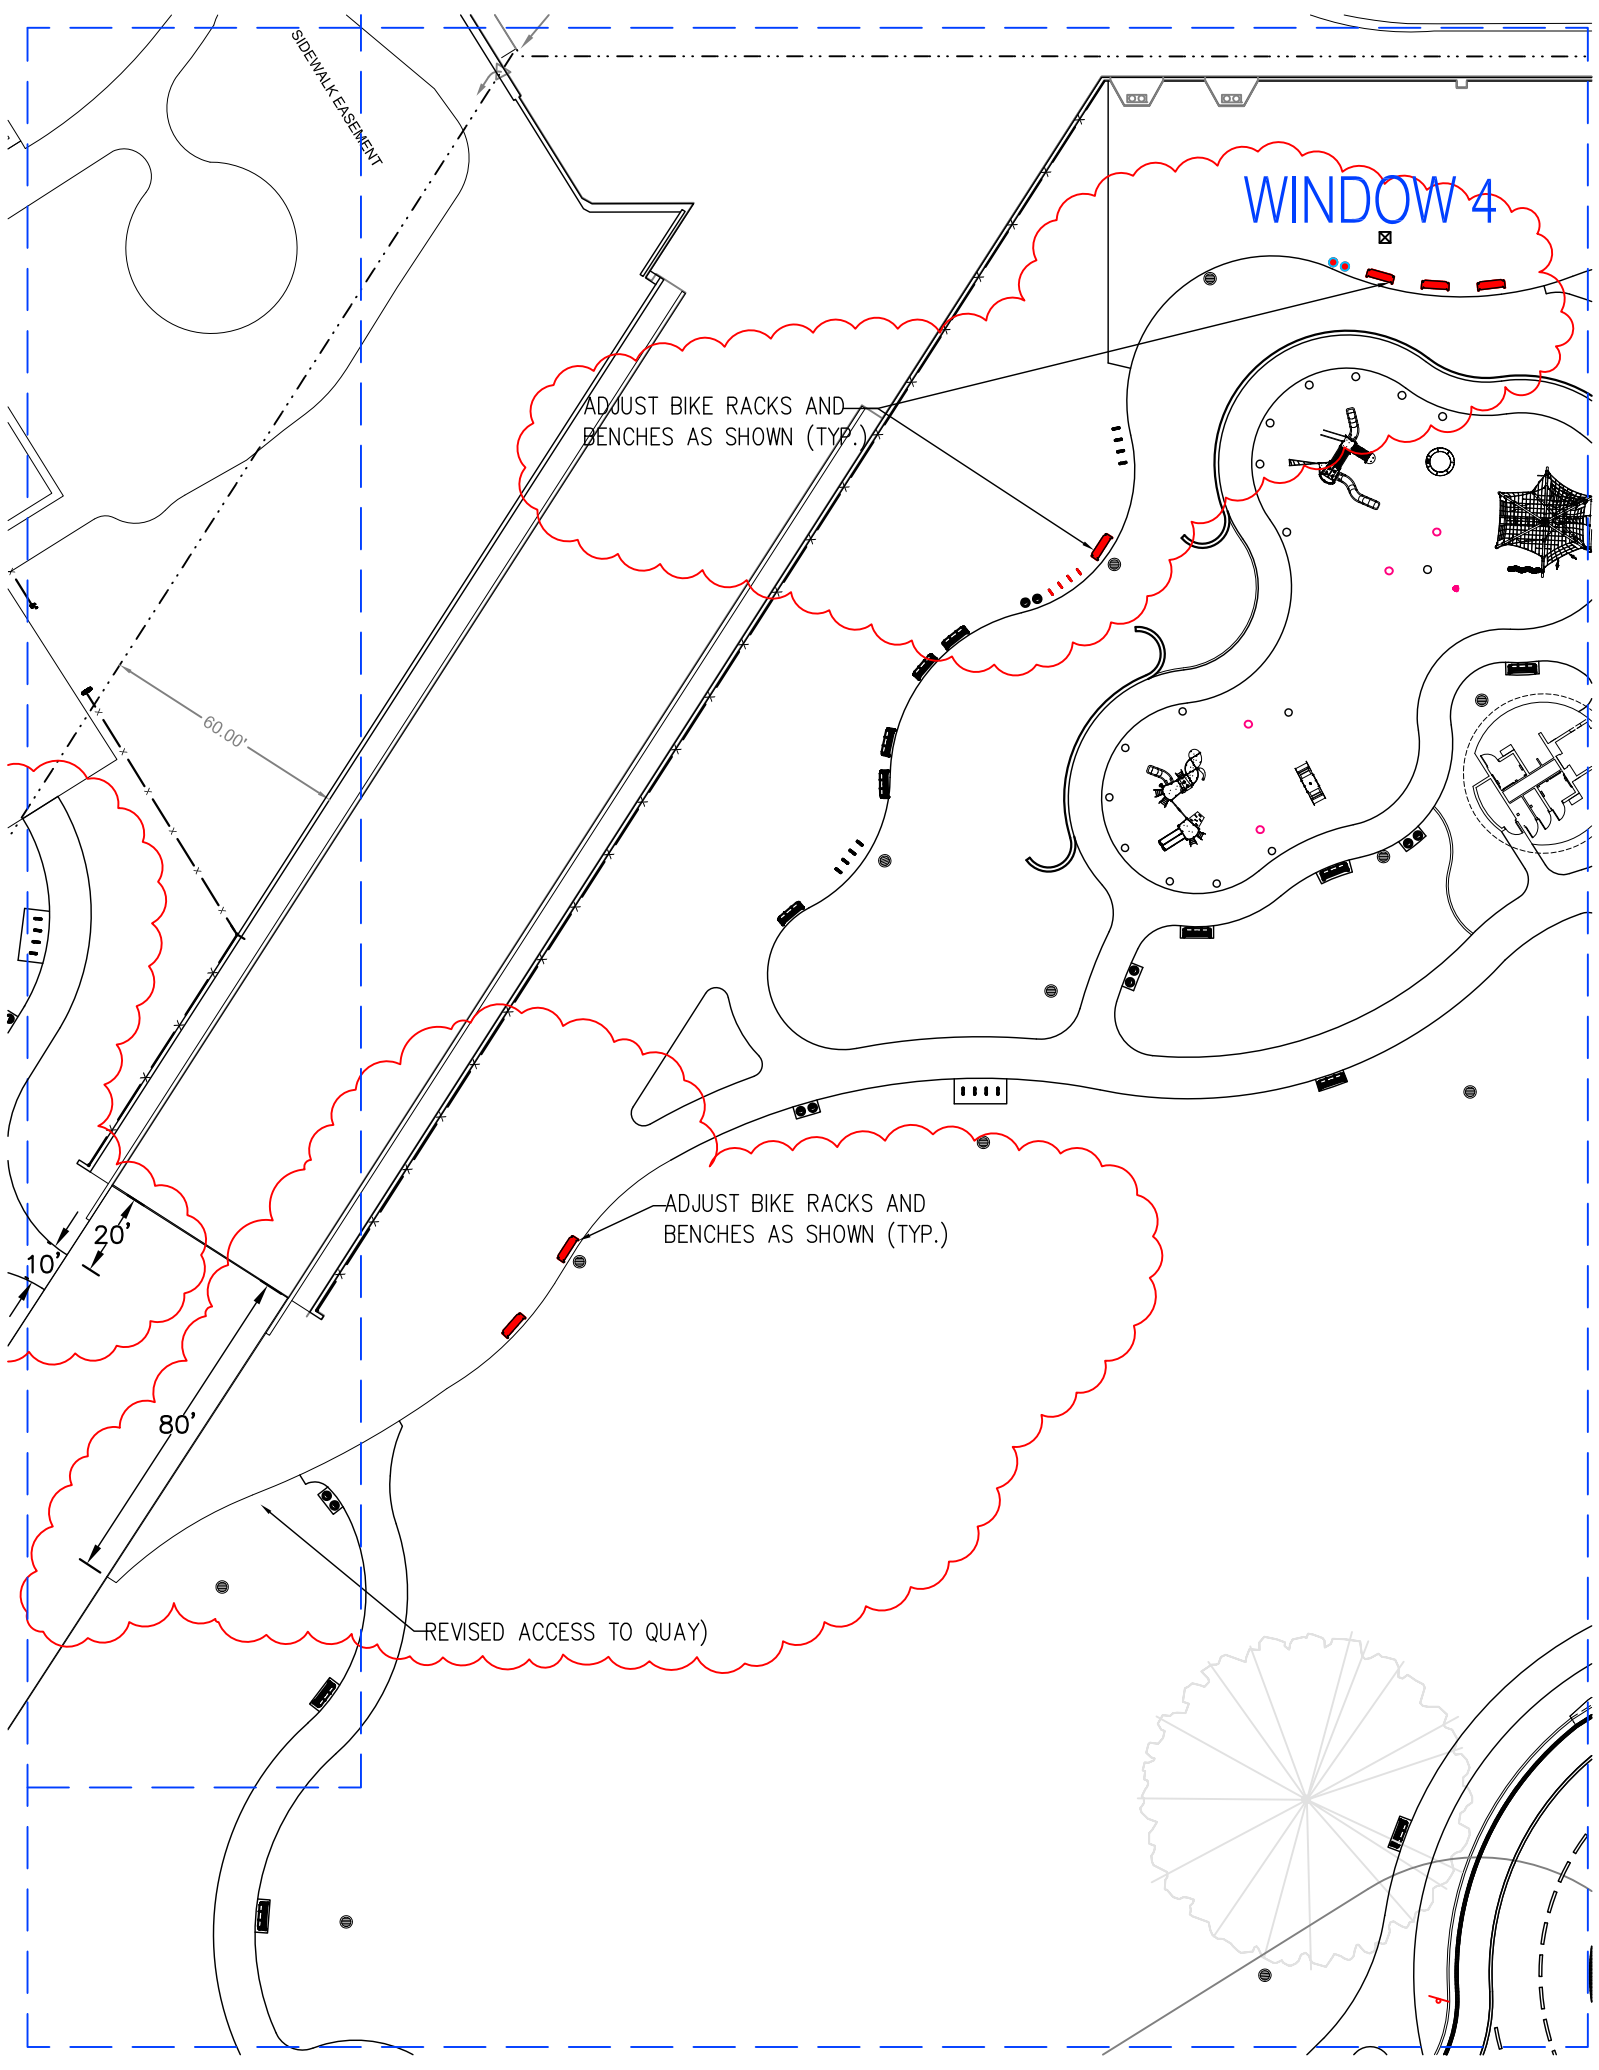 SIDEWALK EASEMENT
WINDOW 4
ADJUST BIKE RACKS AND
BENCHES AS SHOWN (TYP.)
60.00'
ADJUST BIKE RACKS AND
BENCHES AS SHOWN (TYP.)
20'
10'
80'
REVISED ACCESS TO QUAY)